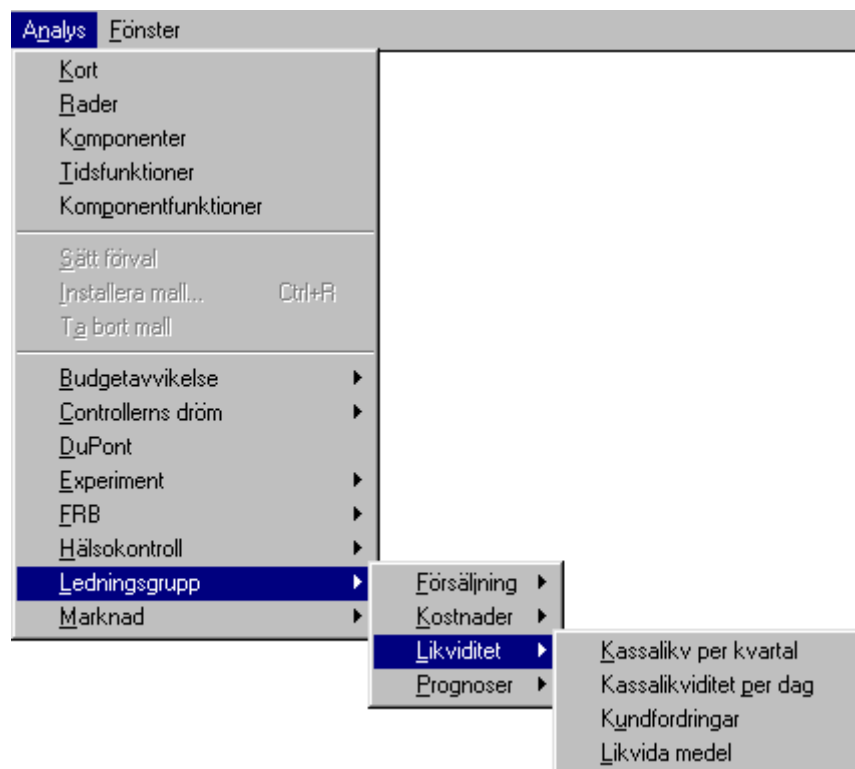 Analys Fönster
Kort
Rader
Komponenter
Tidsfunktioner
Komponentfunktioner
Sätt förval
Installera mall... Ctrl+R
Ta bort mall
Budgetavvikelse
Controllerns dröm
DuPont
Experiment
FRB
Hälsokontroll
Ledningsgrupp
Marknad
Försäljning
Kostnader
Likviditet
Prognoser
Kassalikv per kvartal
Kassalikviditet per dag
Kundfordringar
Likvida medel